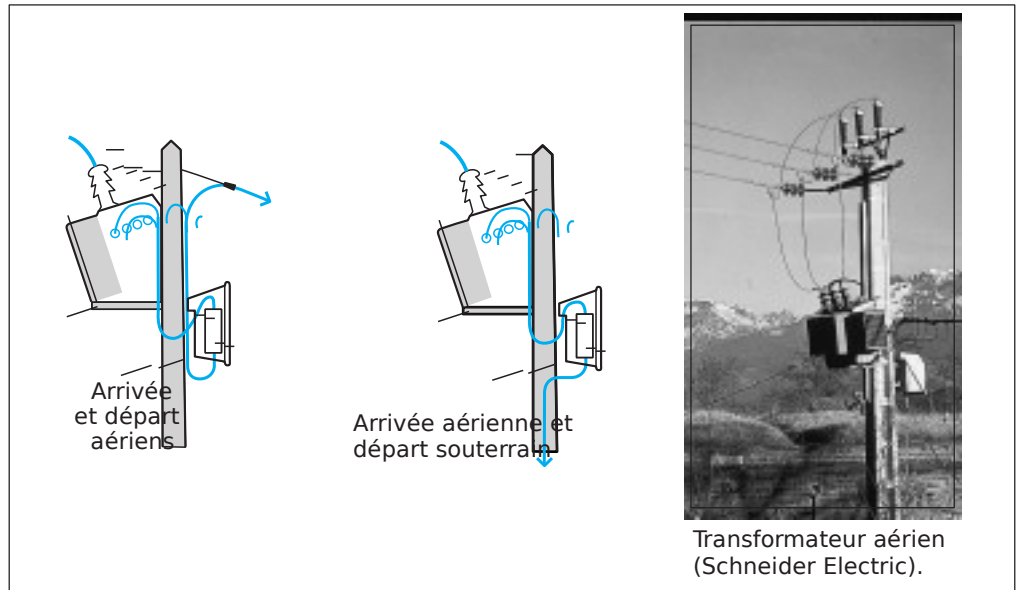 Arrivée
et départ
aériens
Arrivée aérienne et
départ souterrain
Transformateur aérien
(Schneider Electric).